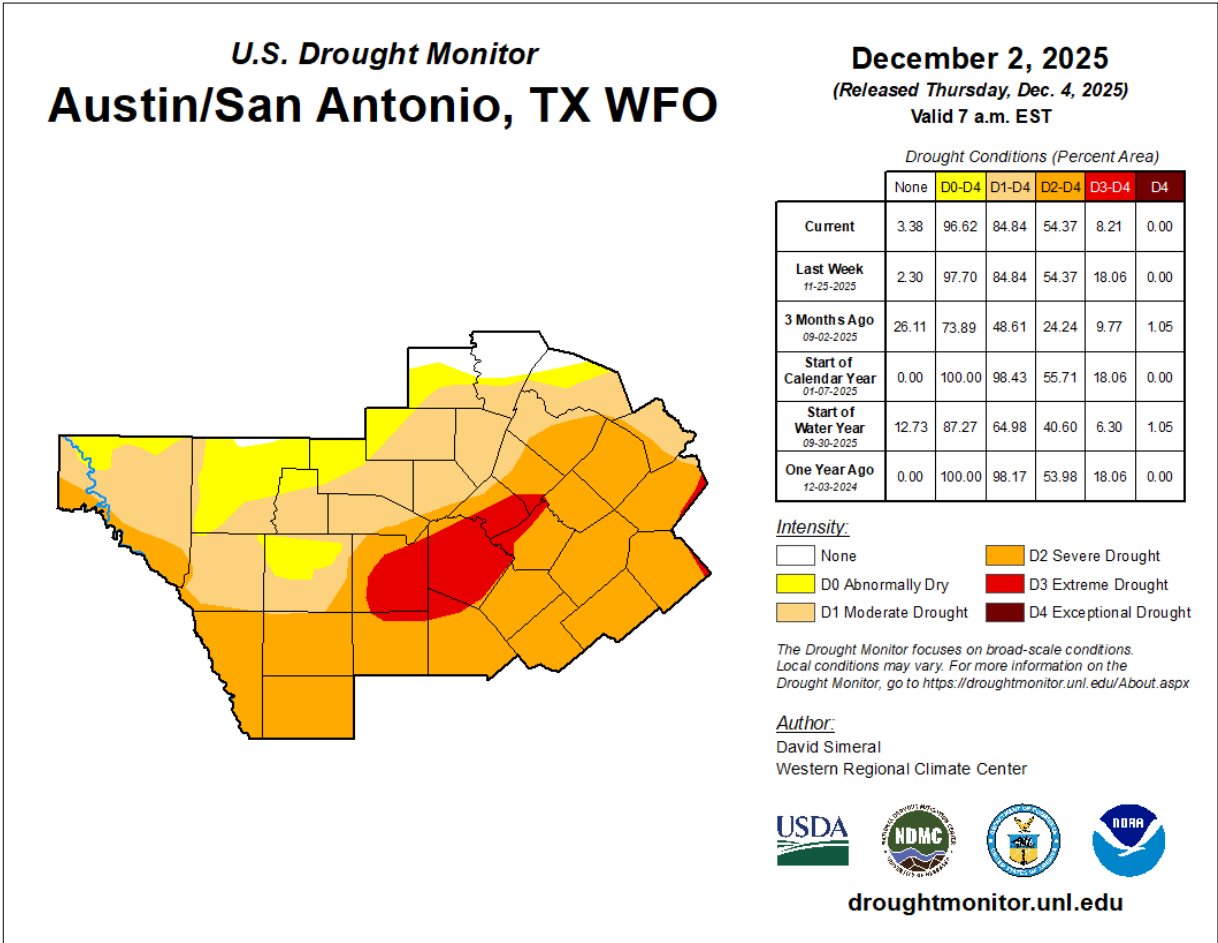 U.S. Drought Monitor
Austin/San Antonio, TX WFO
December 2, 2025
(Released Thursday, Dec. 4, 2025)
Valid 7 a.m. EST
Drought Conditions (Percent Area)
None D0-D4 D1-D4 D2-D4 D3-D4 D4
Current 3.38 96.62 84.84 54.37 8.21 0.00
Last Week
11-25-2025 2.30 97.70 84.84 54.37 18.06 0.00
3 Months Ago
09-02-2025 26.11 73.89 48.61 24.24 9.77 1.05
Start of
Calendar Year
01-07-2025 0.00 100.00 98.43 55.71 18.06 0.00
Start of
Water Year
09-30-2025 12.73 87.27 64.98 40.60 6.30 1.05
One Year Ago
12-03-2024 0.00 100.00 98.17 53.98 18.06 0.00
Intensity:
None
D0 Abnormally Dry
D1 Moderate Drought
D2 Severe Drought
D3 Extreme Drought
D4 Exceptional Drought
The Drought Monitor focuses on broad-scale conditions.
Local conditions may vary. For more information on the
Drought Monitor, go to https://droughtmonitor.unl.edu/About.aspx
Author:
David Simeral
Western Regional Climate Center
USDA
NDMC
NOAA
droughtmonitor.unl.edu